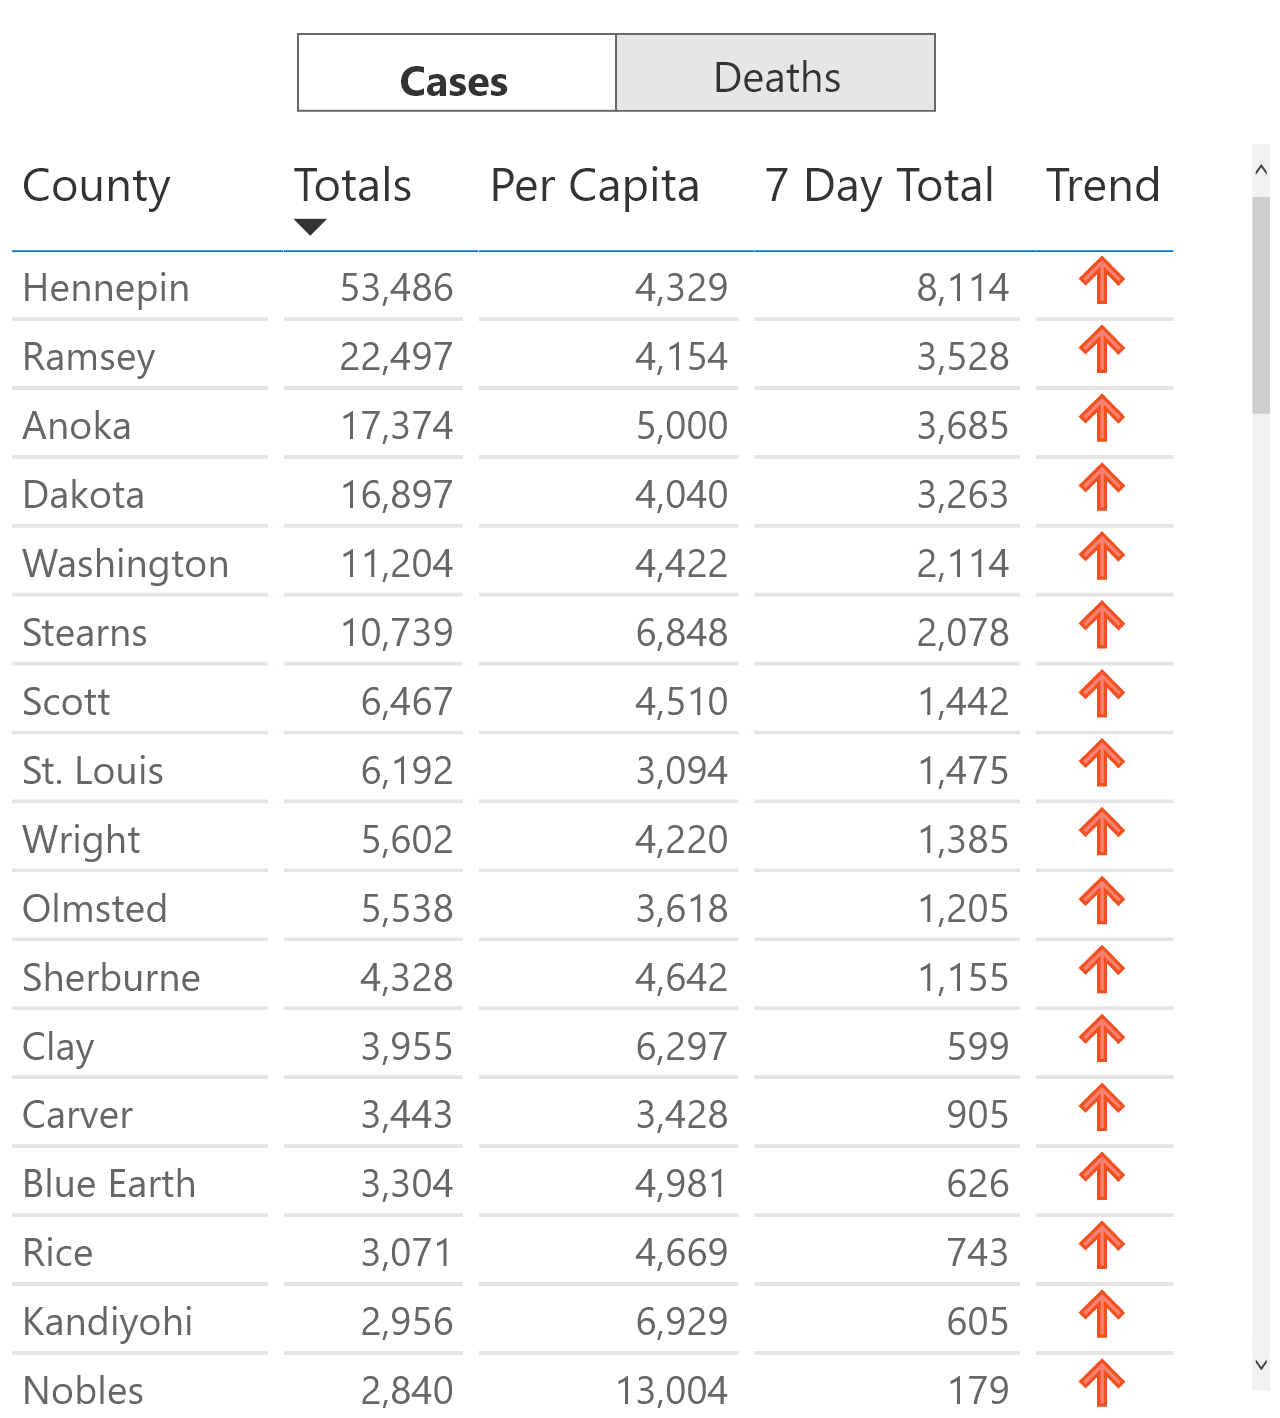 Cases Deaths
County Totals Per Capita 7 Day Total Trend
Hennepin 53,486 4,329 8,114
Ramsey 22,497 4,154 3,528
Anoka 17,374 5,000 3,685
Dakota 16,897 4,040 3,263
Washington 11,204 4,422 2,114
Stearns 10,739 6,848 2,078
Scott 6,467 4,510 1,442
St. Louis 6,192 3,094 1,475
Wright 5,602 4,220 1,385
Olmsted 5,538 3,618 1,205
Sherburne 4,328 4,642 1,155
Clay 3,955 6,297 599
Carver 3,443 3,428 905
Blue Earth 3,304 4,981 626
Rice 3,071 4,669 743
Kandiyohi 2,956 6,929 605
Nobles 2,840 13,004 179